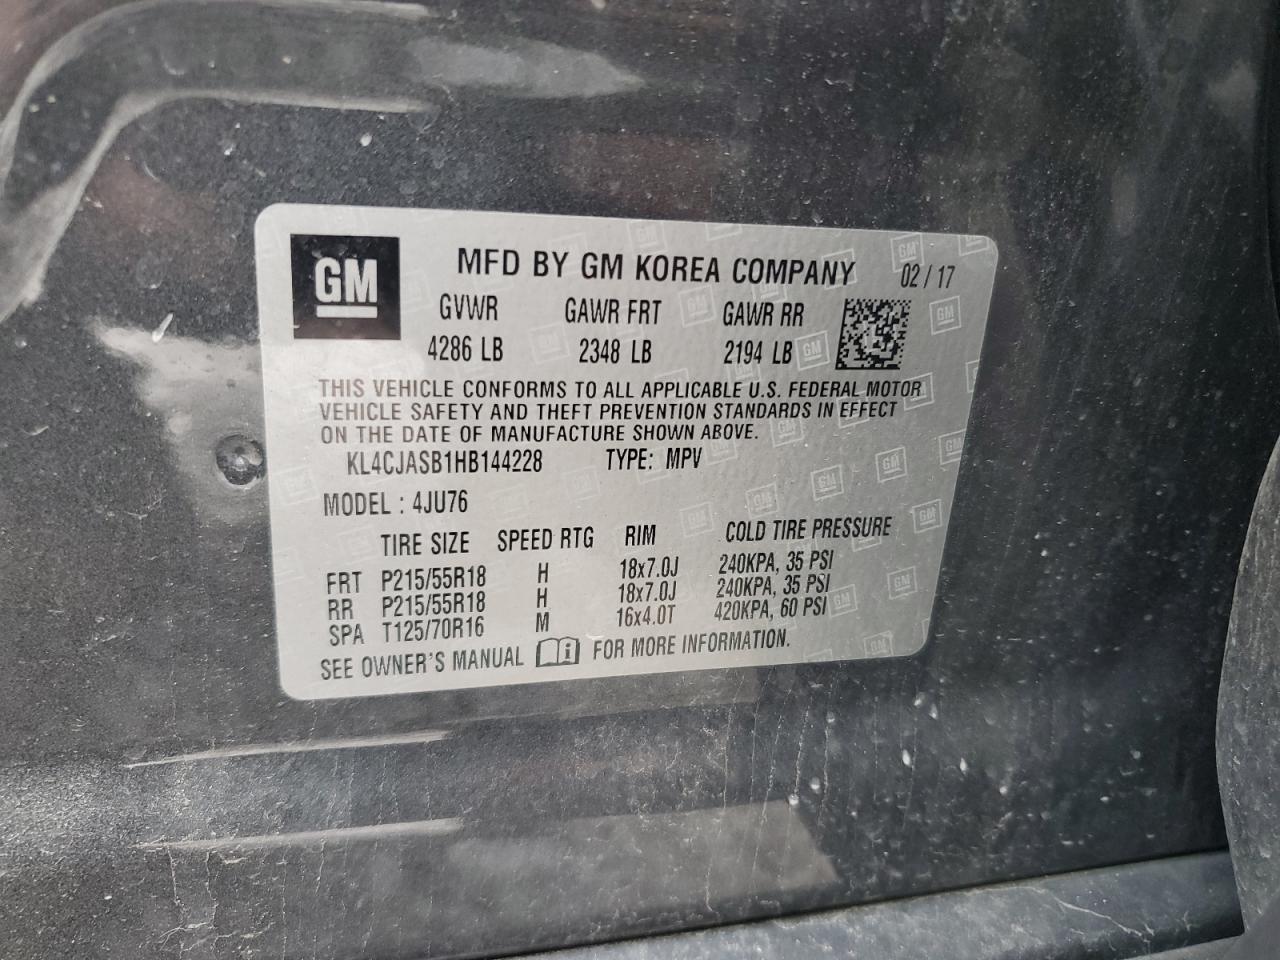 GM
MFD BY GM KOREA COMPANY 02 / 17
GVWR GAWR FRT GAWR RR
4286 LB 2348 LB 2194 LB
THIS VEHICLE CONFORMS TO ALL APPLICABLE U.S. FEDERAL MOTOR
VEHICLE SAFETY AND THEFT PREVENTION STANDARDS IN EFFECT
ON THE DATE OF MANUFACTURE SHOWN ABOVE.
KL4CJASB1HB144228 TYPE: MPV
MODEL : 4JU76
TIRE SIZE SPEED RTG RIM COLD TIRE PRESSURE
FRT P215/55R18 H 18x7.0J 240KPA, 35 PSI
RR P215/55R18 H 18x7.0J 240KPA, 35 PSI
SPA T125/70R16 M 16x4.0T 420KPA, 60 PSI
SEE OWNER'S MANUAL i FOR MORE INFORMATION.